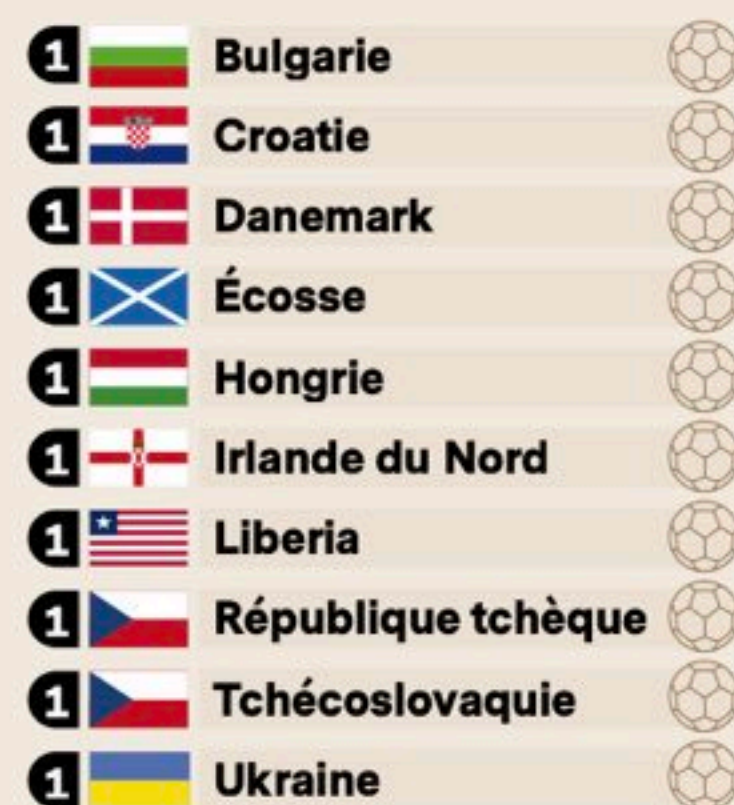 1 Bulgarie
1 Croatie
1 Danemark
1 Écosse
1 Hongrie
1 Irlande du Nord
1 Liberia
1 République tchèque
1 Tchécoslovaquie
1 Ukraine